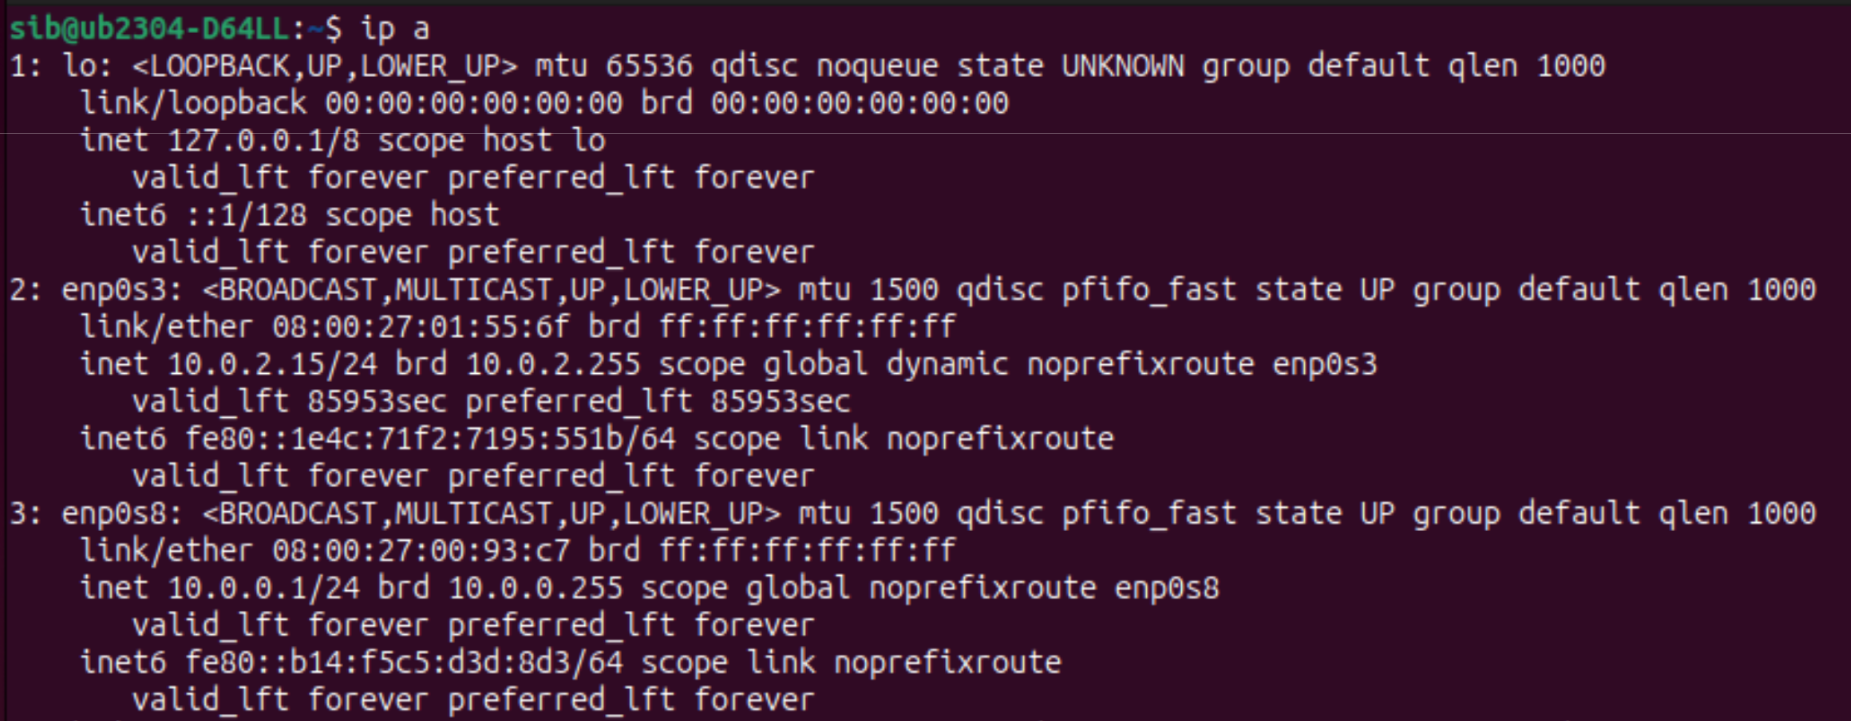 sib@ub2304-D64LL:~$ ip a
1: lo: <LOOPBACK,UP,LOWER_UP> mtu 65536 qdisc noqueue state UNKNOWN group default qlen 1000
    link/loopback 00:00:00:00:00:00 brd 00:00:00:00:00:00
    inet 127.0.0.1/8 scope host lo
       valid_lft forever preferred_lft forever
    inet6 ::1/128 scope host
       valid_lft forever preferred_lft forever
2: enp0s3: <BROADCAST,MULTICAST,UP,LOWER_UP> mtu 1500 qdisc pfifo_fast state UP group default qlen 1000
    link/ether 08:00:27:01:55:6f brd ff:ff:ff:ff:ff:ff
    inet 10.0.2.15/24 brd 10.0.2.255 scope global dynamic noprefixroute enp0s3
       valid_lft 85953sec preferred_lft 85953sec
    inet6 fe80::1e4c:71f2:7195:551b/64 scope link noprefixroute
       valid_lft forever preferred_lft forever
3: enp0s8: <BROADCAST,MULTICAST,UP,LOWER_UP> mtu 1500 qdisc pfifo_fast state UP group default qlen 1000
    link/ether 08:00:27:00:93:c7 brd ff:ff:ff:ff:ff:ff
    inet 10.0.0.1/24 brd 10.0.0.255 scope global noprefixroute enp0s8
       valid_lft forever preferred_lft forever
    inet6 fe80::b14:f5c5:d3d:8d3/64 scope link noprefixroute
       valid_lft forever preferred_lft forever